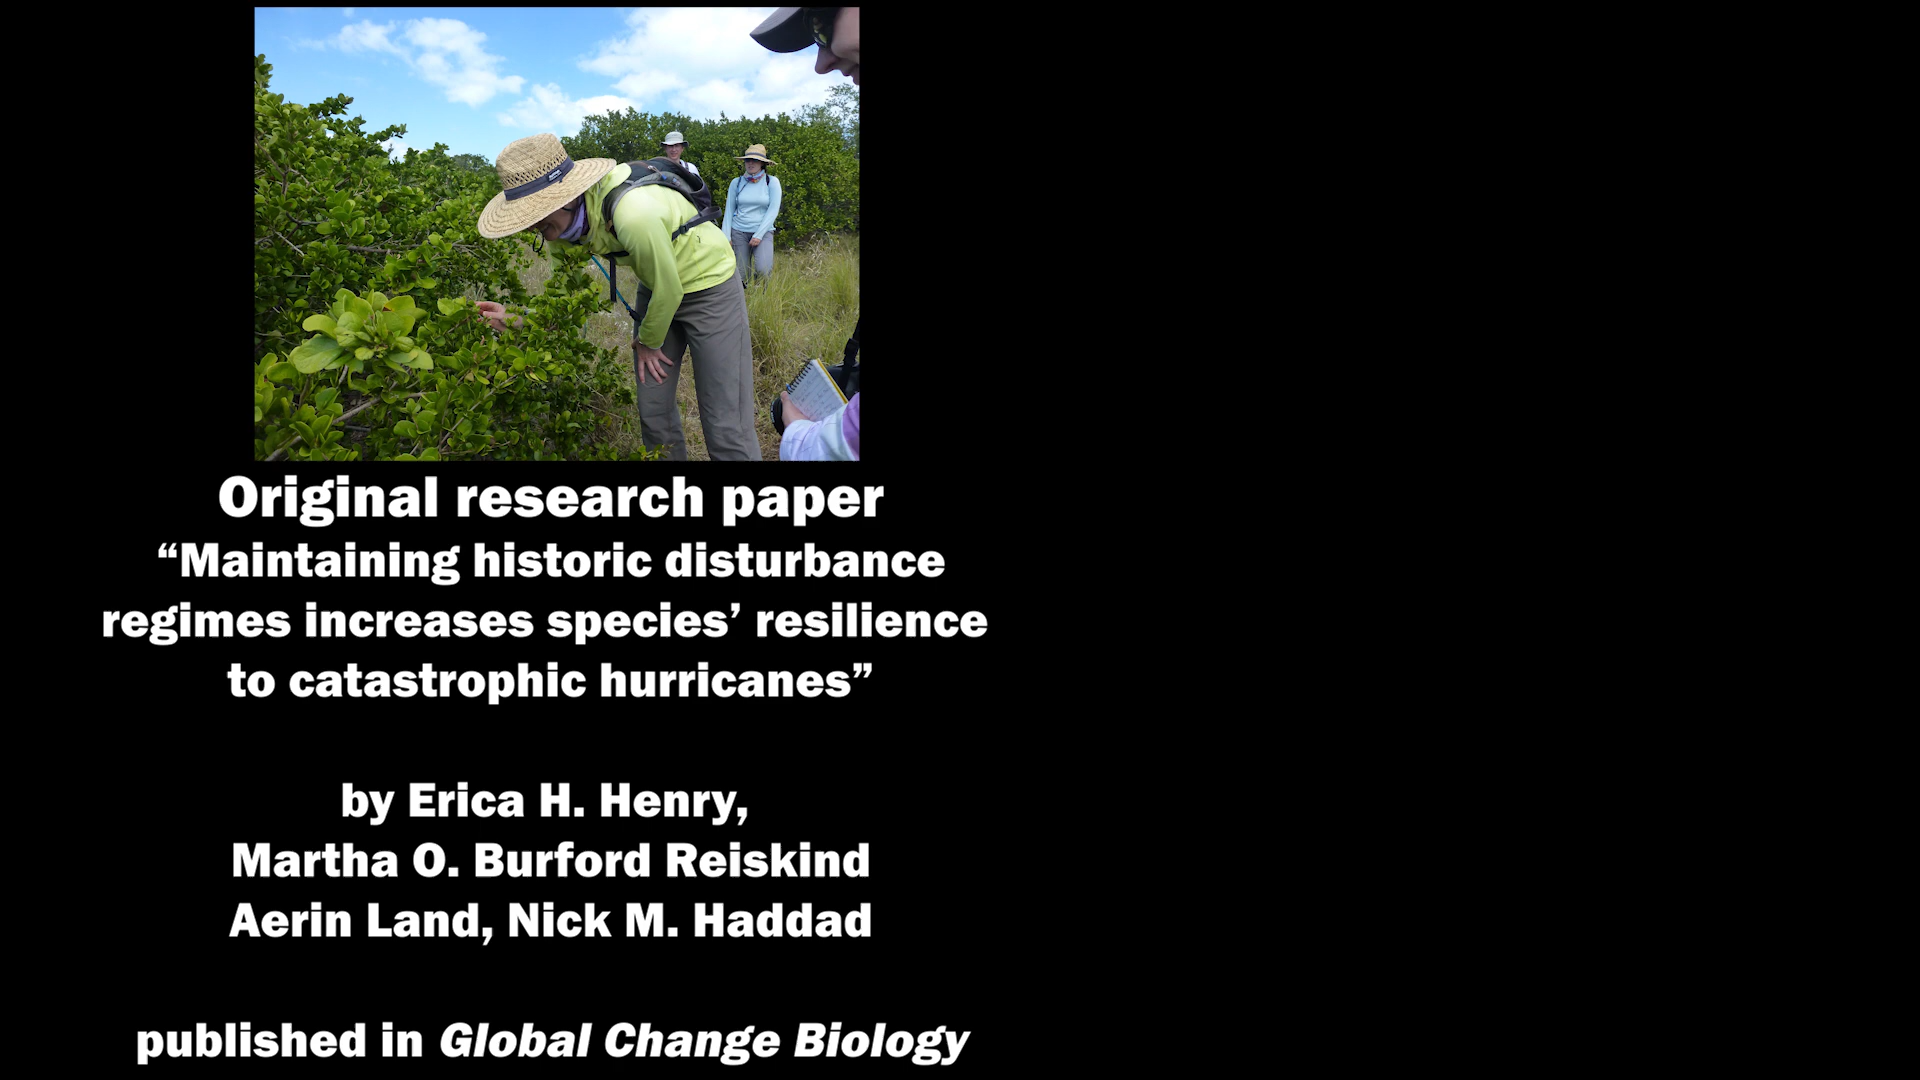 Original research paper
“Maintaining historic disturbance
regimes increases species’ resilience
to catastrophic hurricanes”
by Erica H. Henry,
Martha O. Burford Reiskind
Aerin Land, Nick M. Haddad
published in Global Change Biology